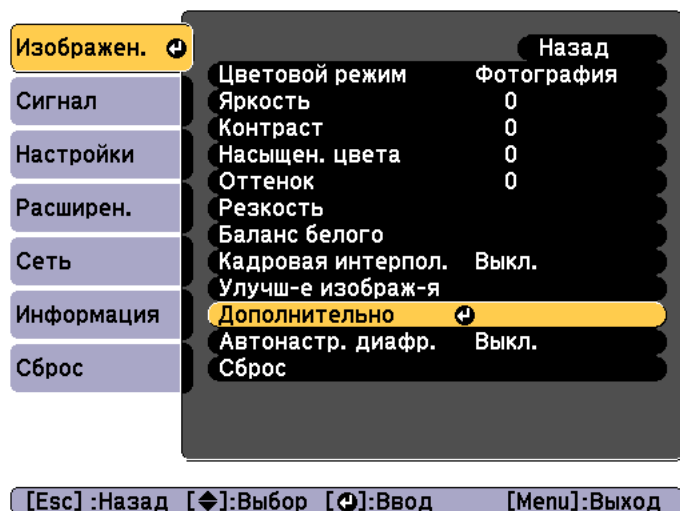 Изображен.
Сигнал
Настройки
Расширен.
Сеть
Информация
Сброс
Назад
Цветовой режим Фотография
Яркость 0
Контраст 0
Насыщен. цвета 0
Оттенок 0
Резкость
Баланс белого
Кадровая интерпол. Выкл.
Улучш-е изображ-я
Дополнительно
Автонастр. диафр. Выкл.
Сброс
[Esc] :Назад [◆]:Выбор [⏎]:Ввод [Menu]:Выход